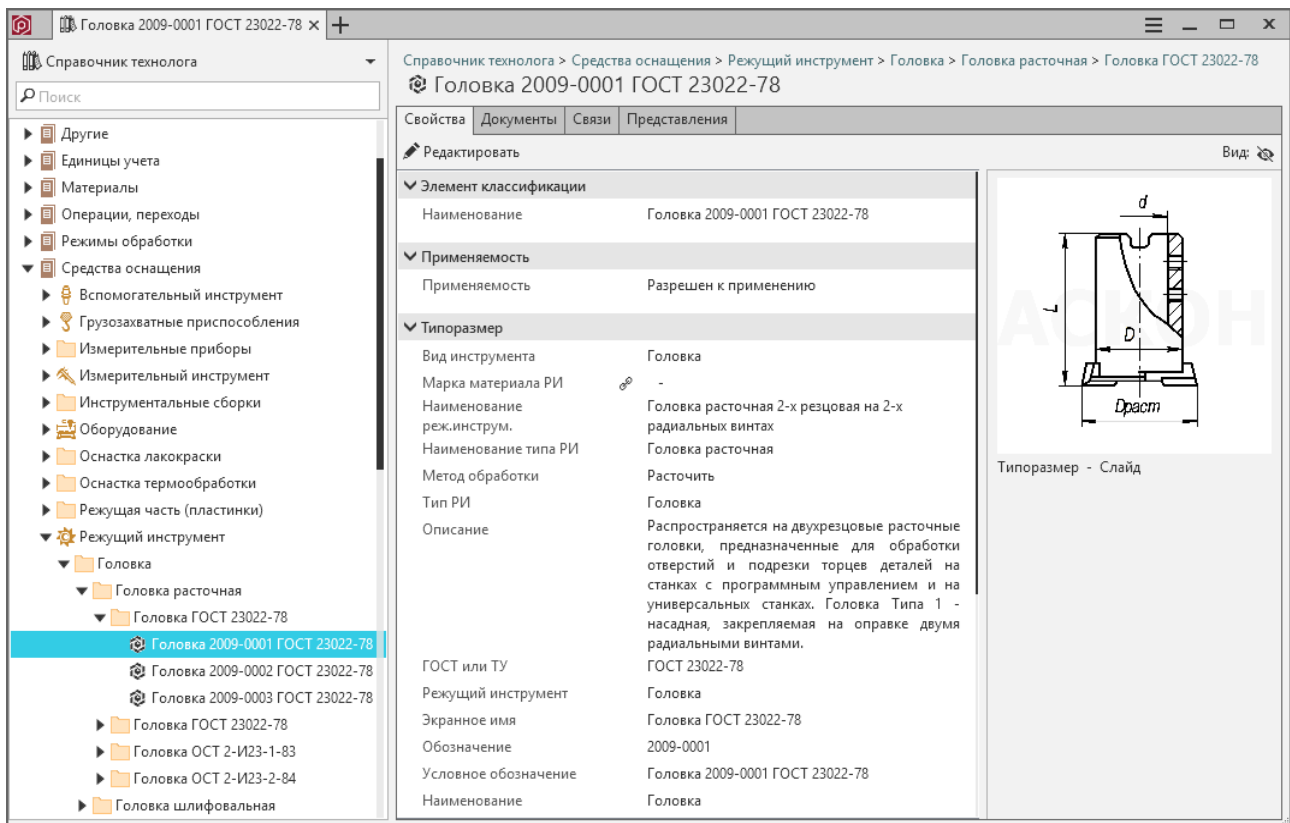 Головка 2009-0001 ГОСТ 23022-78
Справочник технолога
Поиск
Другие
Единицы учета
Материалы
Операции, переходы
Режимы обработки
Средства оснащения
Вспомогательный инструмент
Грузозахватные приспособления
Измерительные приборы
Измерительный инструмент
Инструментальные сборки
Оборудование
Оснастка лакокраски
Оснастка термообработки
Режущая часть (пластинки)
Режущий инструмент
Головка
Головка расточная
Головка ГОСТ 23022-78
Головка 2009-0001 ГОСТ 23022-78
Головка 2009-0002 ГОСТ 23022-78
Головка 2009-0003 ГОСТ 23022-78
Головка ГОСТ 23022-78
Головка ОСТ 2-И23-1-83
Головка ОСТ 2-И23-2-84
Головка шлифовальная
Справочник технолога > Средства оснащения > Режущий инструмент > Головка > Головка расточная > Головка ГОСТ 23022-78
Головка 2009-0001 ГОСТ 23022-78
Свойства Документы Связи Представления
Редактировать Вид:
Элемент классификации
Наименование Головка 2009-0001 ГОСТ 23022-78
Применяемость
Применяемость Разрешен к применению
Типоразмер
Вид инструмента Головка
Марка материала РИ -
Наименование Головка расточная 2-х резцовая на 2-х
реж.инструм. радиальных винтах
Наименование типа РИ Головка расточная
Метод обработки Расточить
Тип РИ Головка
Описание Распространяется на двухрезцовые расточные
головки, предназначенные для обработки
отверстий и подрезки торцев деталей на
станках с программным управлением и на
универсальных станках. Головка Типа 1 -
насадная, закрепляемая на оправке двумя
радиальными винтами.
ГОСТ или ТУ ГОСТ 23022-78
Режущий инструмент Головка
Экранное имя Головка ГОСТ 23022-78
Обозначение 2009-0001
Условное обозначение Головка 2009-0001 ГОСТ 23022-78
Наименование Головка
d
L
D
Dраст
АСКОН
Типоразмер - Слайд